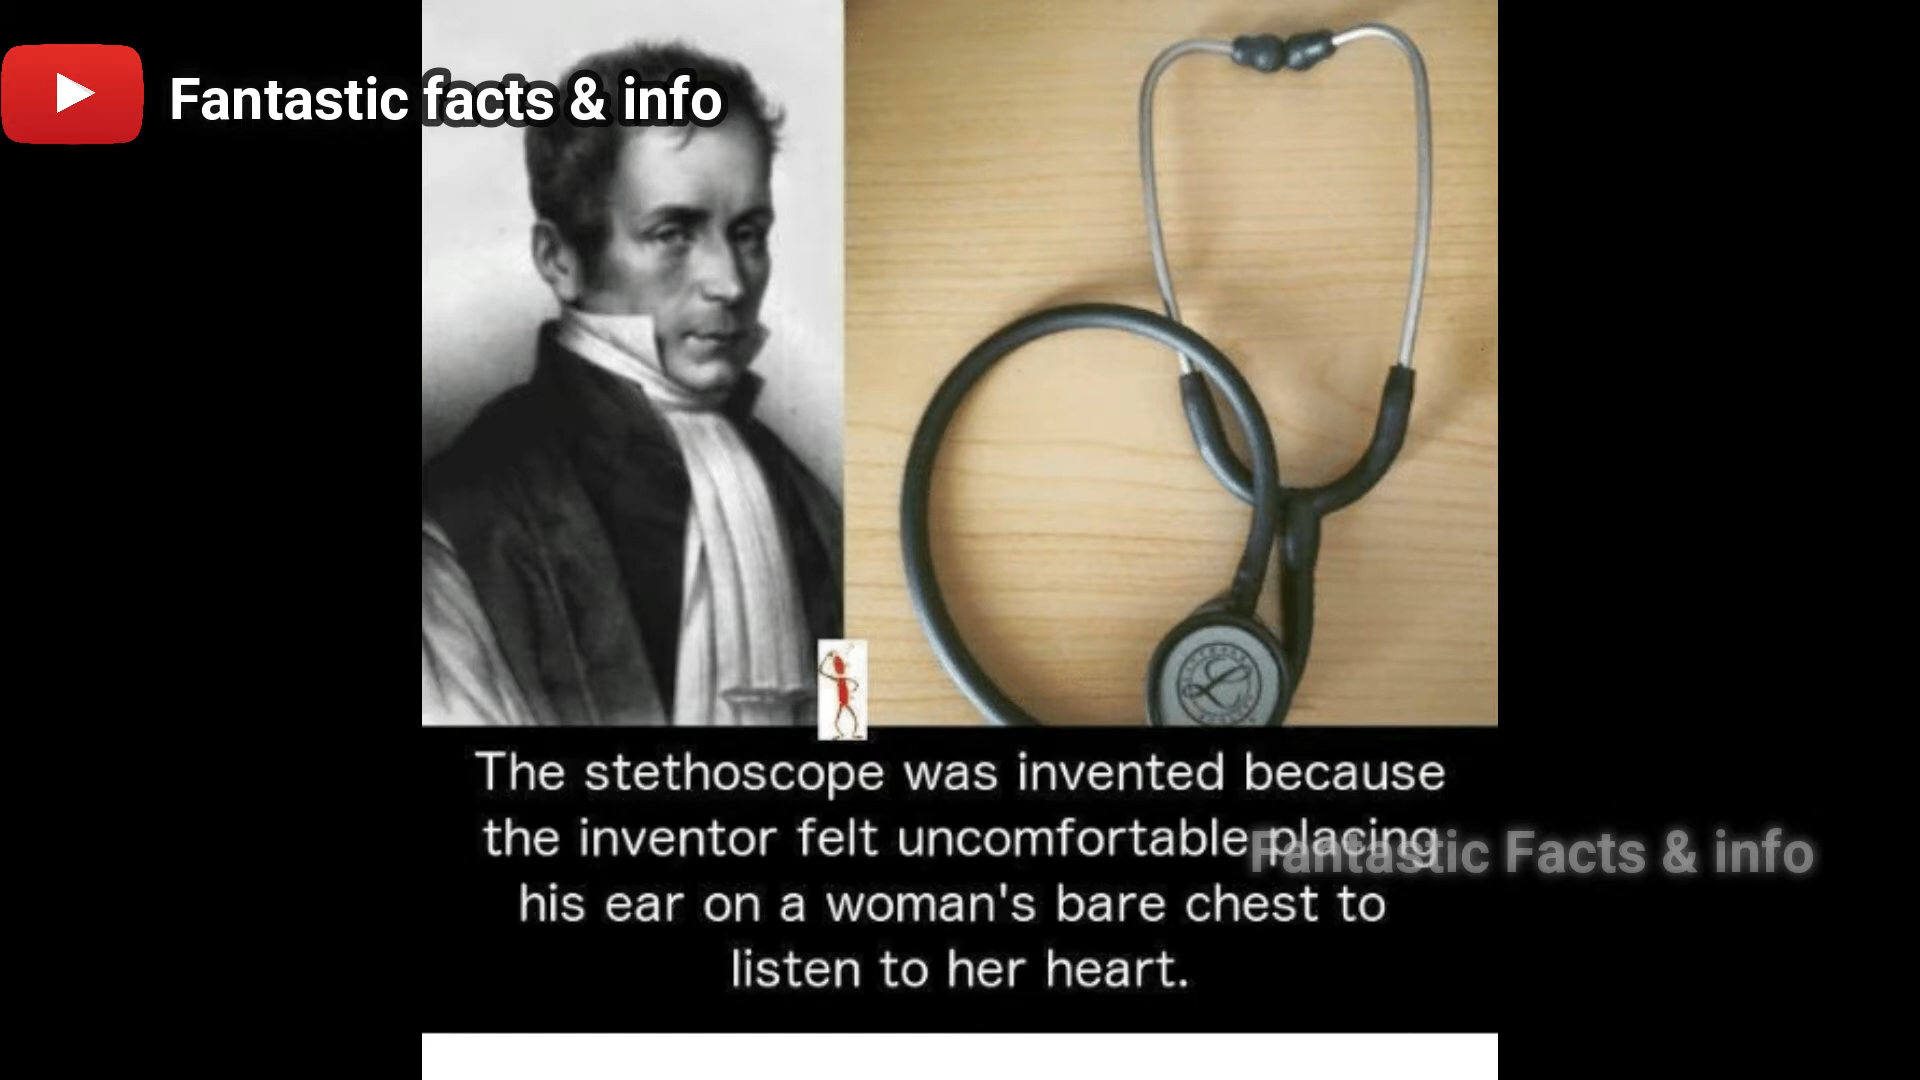 Fantastic facts & info
The stethoscope was invented because
the inventor felt uncomfortable placing
Fantastic Facts & info
his ear on a woman's bare chest to
listen to her heart.